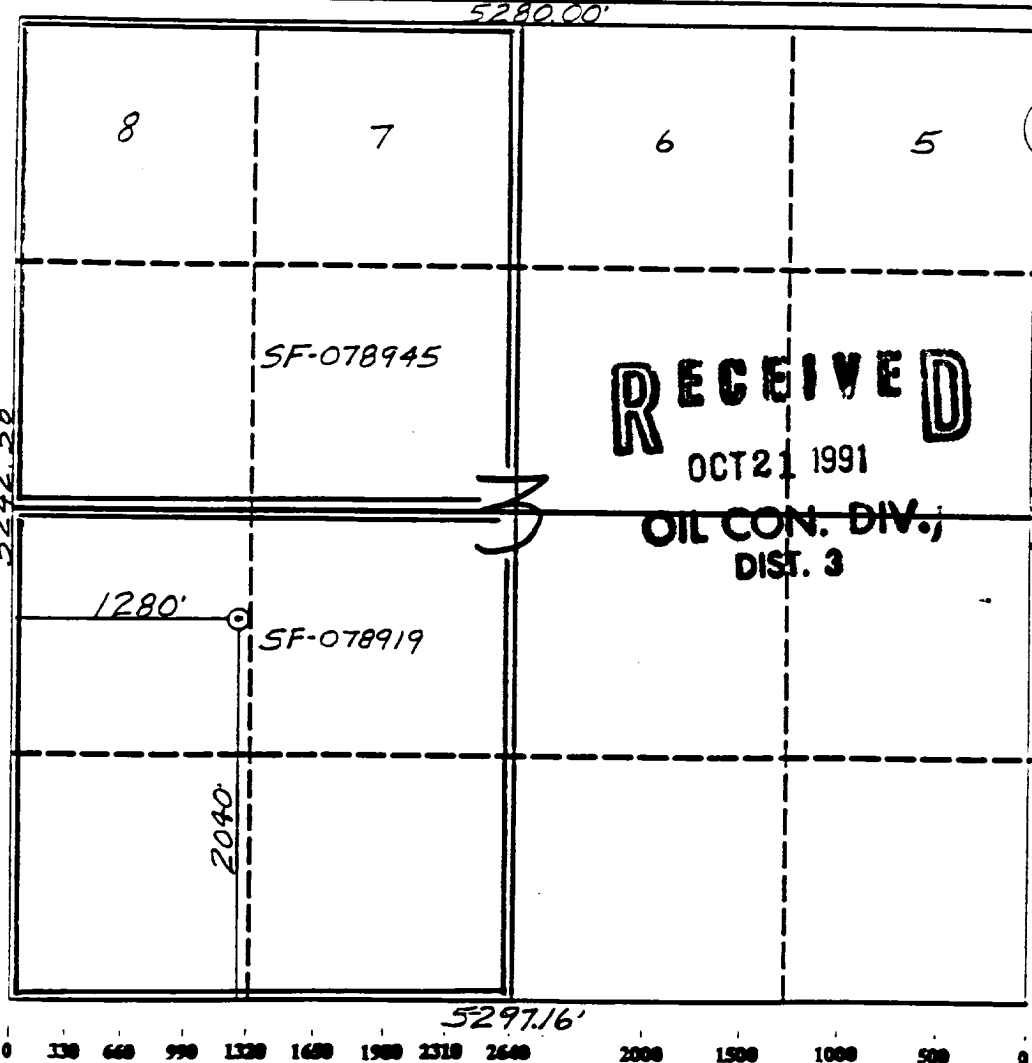 5280.00'
8 7 6 5
SF-078945
RECEIVED
OCT 21 1991
OIL CON. DIV.,
DIST. 3
3
1280'
SF-078919
2040'
5297.16'
0 330 660 990 1320 1650 1980 2310 2640 2000 1500 1000 500 0